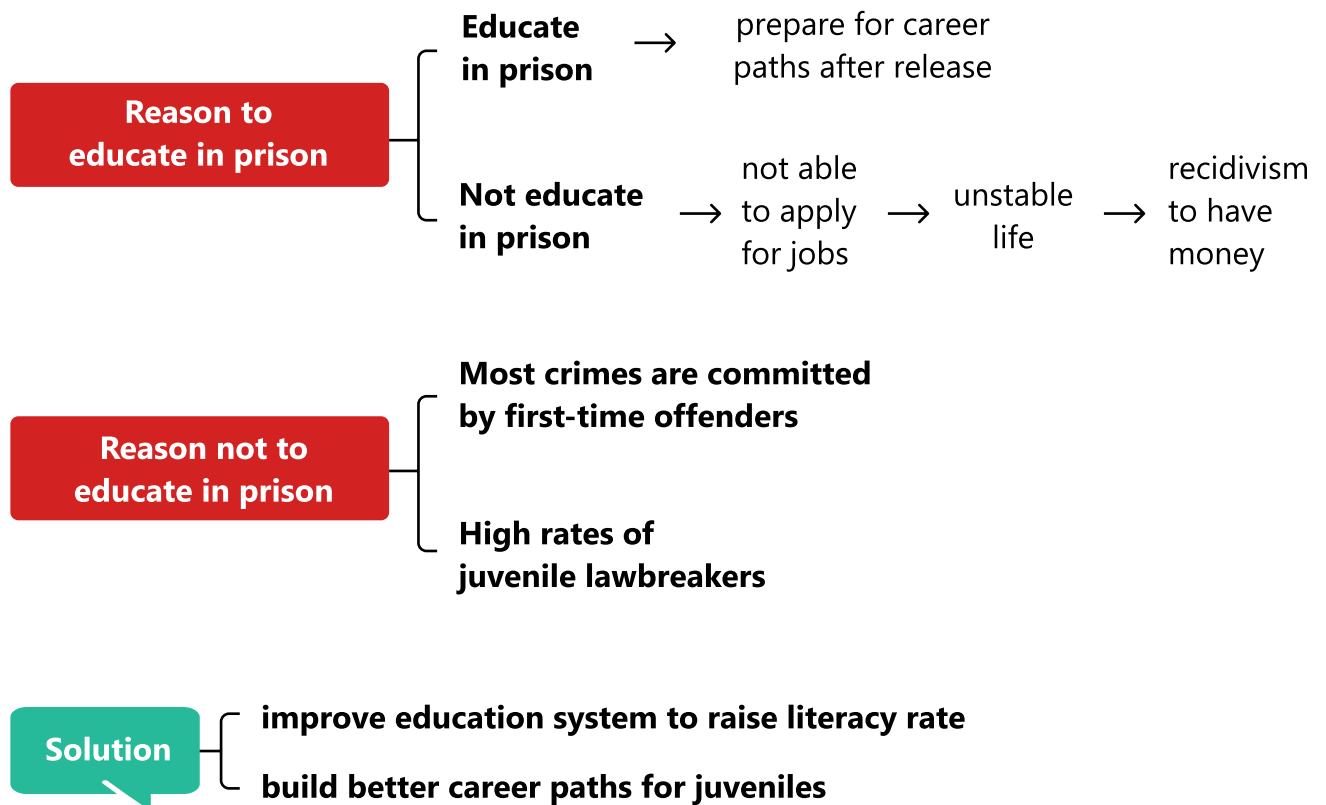 Reason to
educate in prison
Educate
in prison
prepare for career
paths after release
Not educate
in prison
not able
to apply
for jobs
unstable
life
recidivism
to have
money
Reason not to
educate in prison
Most crimes are committed
by first-time offenders
High rates of
juvenile lawbreakers
Solution
improve education system to raise literacy rate
build better career paths for juveniles